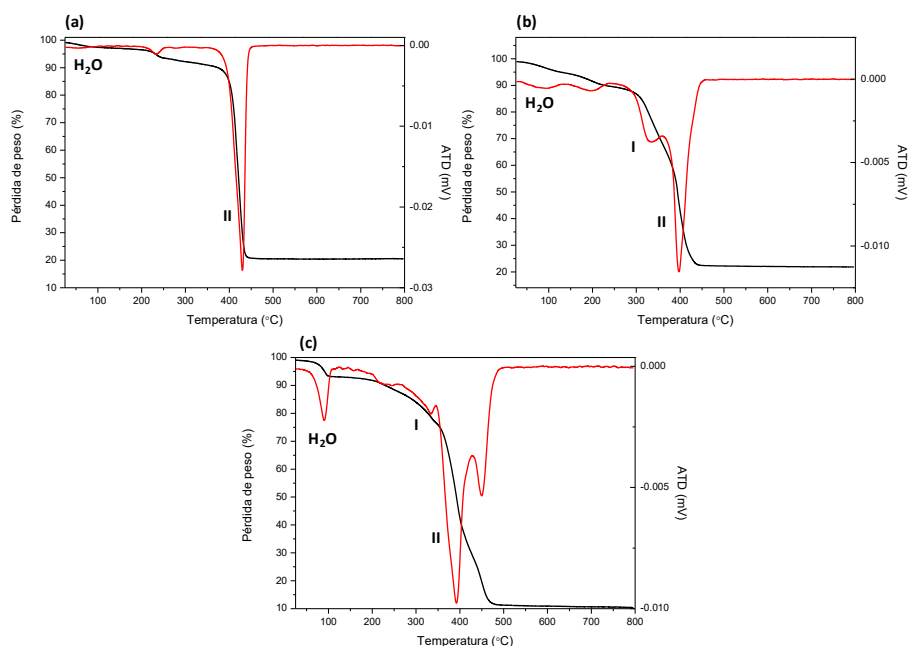 (a)
100
90
80
70
60
50
40
30
20
10
Pérdida de peso (%)
H₂O
II
0.00
-0.01
-0.02
-0.03
ATD (mV)
100 200 300 400 500 600 700 800
Temperatura (°C)
(b)
100
90
80
70
60
50
40
30
20
Pérdida de peso (%)
H₂O
I
II
0.000
-0.005
-0.010
ATD (mV)
100 200 300 400 500 600 700 800
Temperatura (°C)
(c)
100
90
80
70
60
50
40
30
20
10
Pérdida de peso (%)
H₂O
I
II
0.000
-0.005
-0.010
ATD (mV)
100 200 300 400 500 600 700 800
Temperatura (°C)